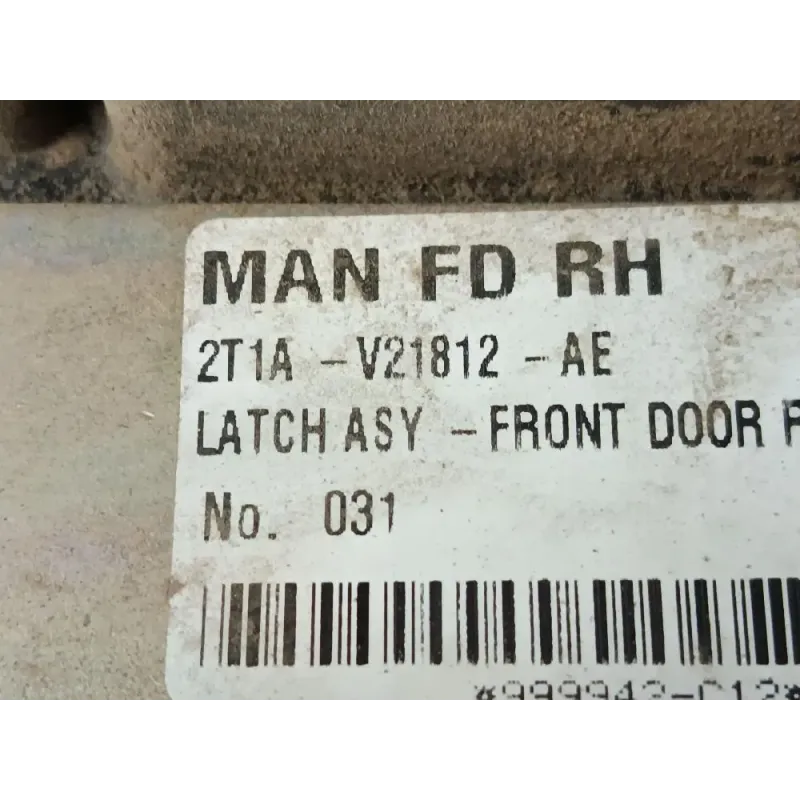 MAN FD RH
2T1A - V21812 - AE
LATCH ASY - FRONT DOOR
No. 031